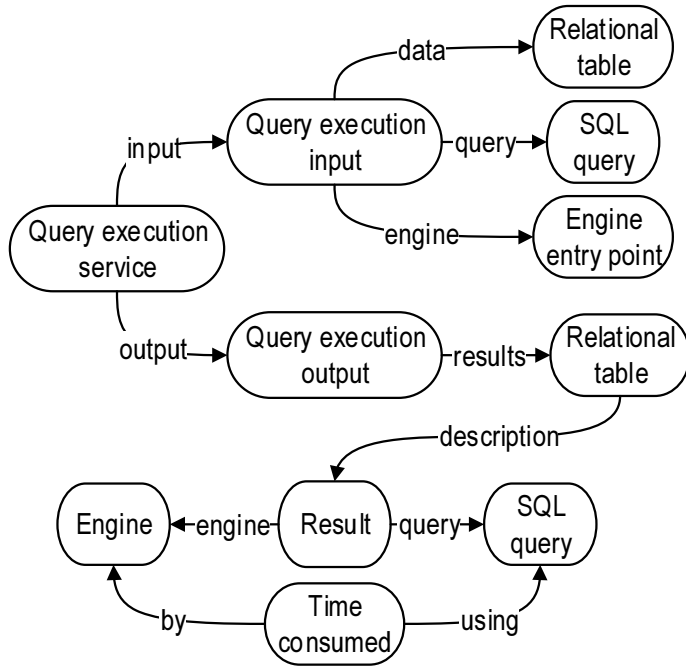 data
Relational
table
input
Query execution
input
query
SQL
query
Query execution
service
engine
Engine
entry point
output
Query execution
output
results
Relational
table
description
Engine
engine
Result
query
SQL
query
by
Time
consumed
using